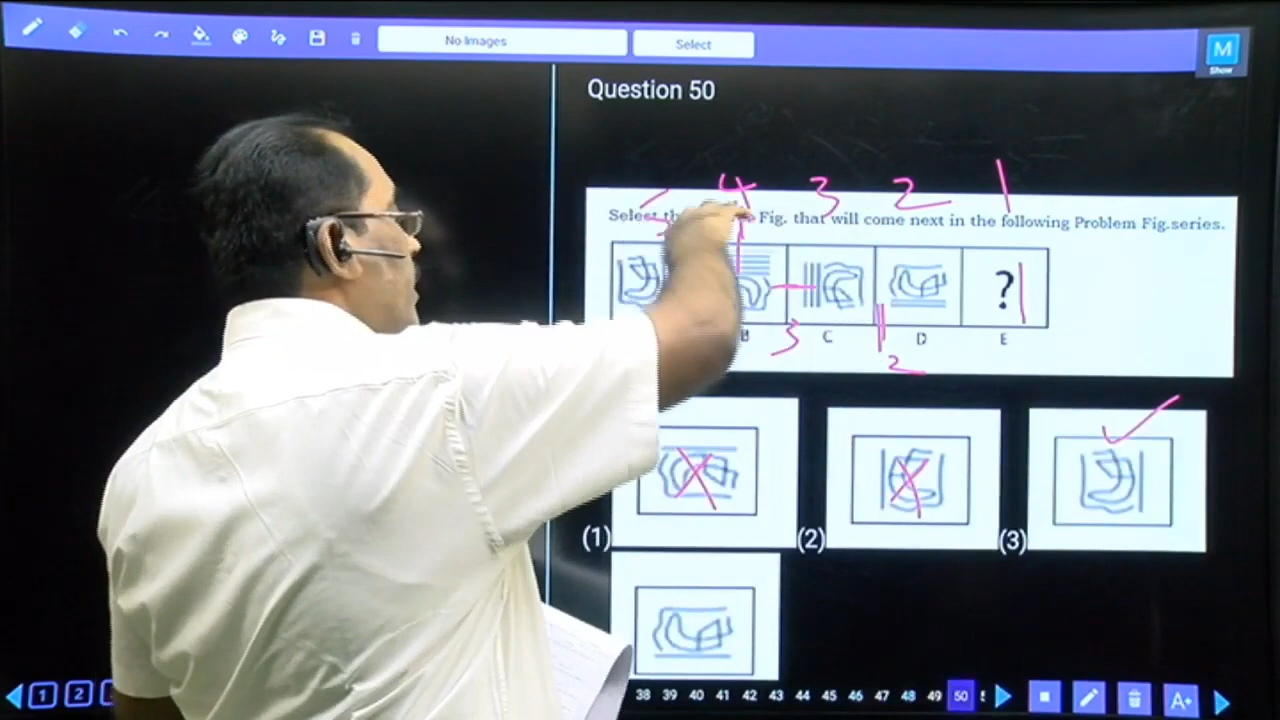 No Images
Select
M
Show
Question 50
4 3 2 1
Select Fig. that will come next in the following Problem Fig.series.
?
B C D E
3 2
(1) (2) (3)
1 2 38 39 40 41 42 43 44 45 46 47 48 49 50 A+